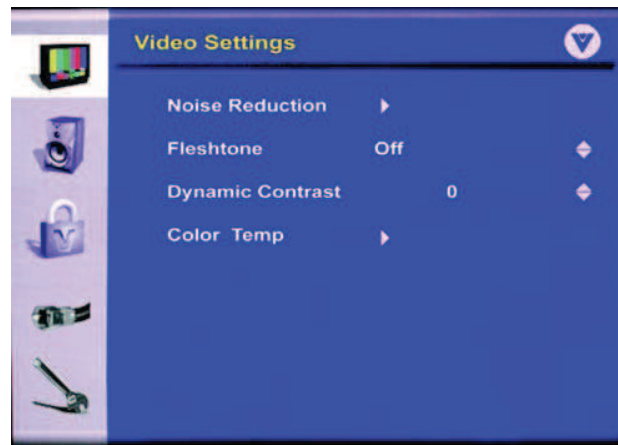 Video Settings
Noise Reduction
Fleshtone Off
Dynamic Contrast 0
Color Temp